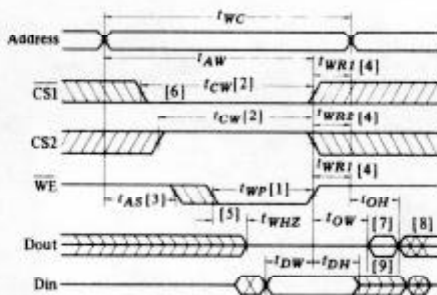 tWC
Address
tAW
tWR1 [4]
[6] tCW[2]
CS1
tCW[2] tWR2 [4]
CS2
tWR1 [4]
WE
tAS[3] tWP[1] tOH
[5] tWHZ tOW [7] [8]
Dout
tDW tDH [9]
Din